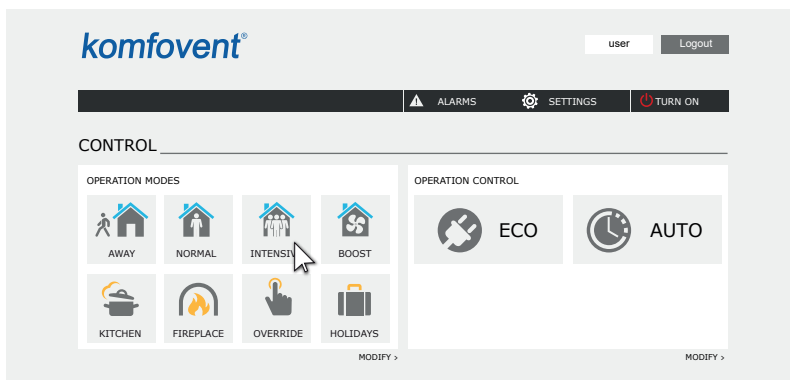 komfovent®
user Logout
ALARMS SETTINGS TURN ON
CONTROL
OPERATION MODES
AWAY NORMAL INTENSIV BOOST
KITCHEN FIREPLACE OVERRIDE HOLIDAYS
MODIFY >
OPERATION CONTROL
ECO AUTO
MODIFY >